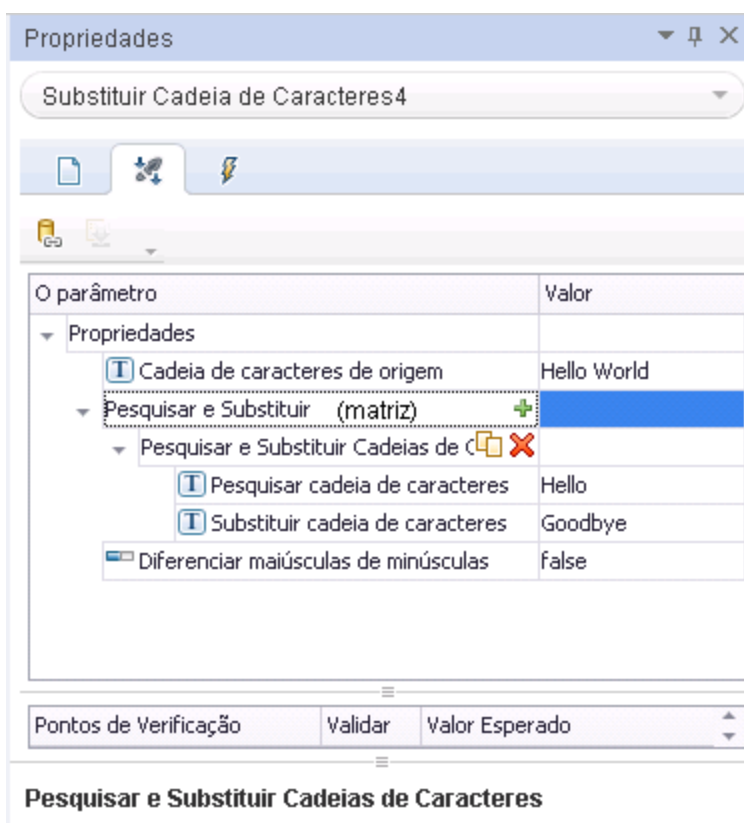 Propriedades
Substituir Cadeia de Caracteres4
O parâmetro Valor
Propriedades
T Cadeia de caracteres de origem Hello World
Pesquisar e Substituir (matriz)
Pesquisar e Substituir Cadeias de C
T Pesquisar cadeia de caracteres Hello
T Substituir cadeia de caracteres Goodbye
Diferenciar maiúsculas de minúsculas false
Pontos de Verificação Validar Valor Esperado
Pesquisar e Substituir Cadeias de Caracteres